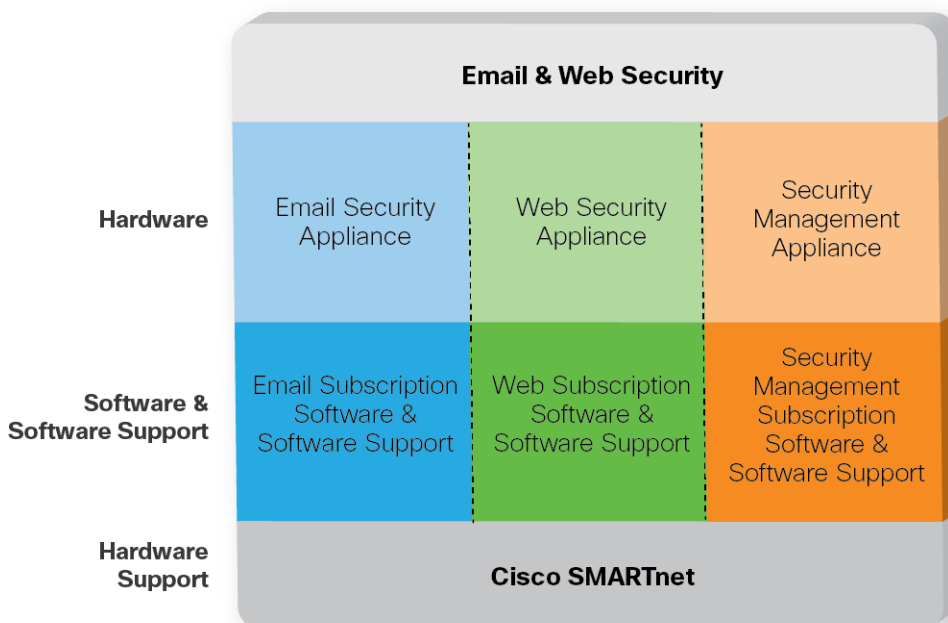 Email & Web Security
Hardware
Email Security
Appliance
Web Security
Appliance
Security
Management
Appliance
Software &
Software Support
Email Subscription
Software &
Software Support
Web Subscription
Software &
Software Support
Security
Management
Subscription
Software &
Software Support
Hardware
Support
Cisco SMARTnet